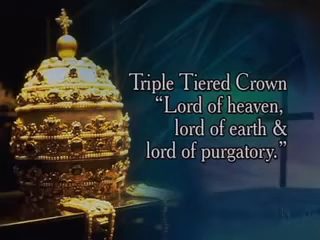 Triple Tiered Crown
“Lord of heaven,
lord of earth &
lord of purgatory.”